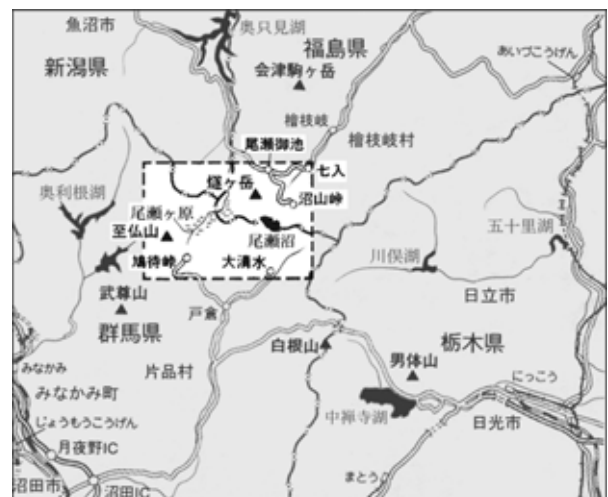 魚沼市
奥只見湖
福島県
新潟県
会津駒ヶ岳
あいづこうげん
檜枝岐
檜枝岐村
尾瀬御池
七入
燧ヶ岳
沼山峠
奥利根湖
尾瀬ヶ原
至仏山
尾瀬沼
五十里湖
川俣湖
鳩待峠
大清水
日立市
武尊山
戸倉
群馬県
白根山
男体山
栃木県
片品村
みなかみ
にっこう
みなかみ町
中禅寺湖
日光市
じょうもうこうげん
月夜野IC
まとう
沼田市
沼田IC